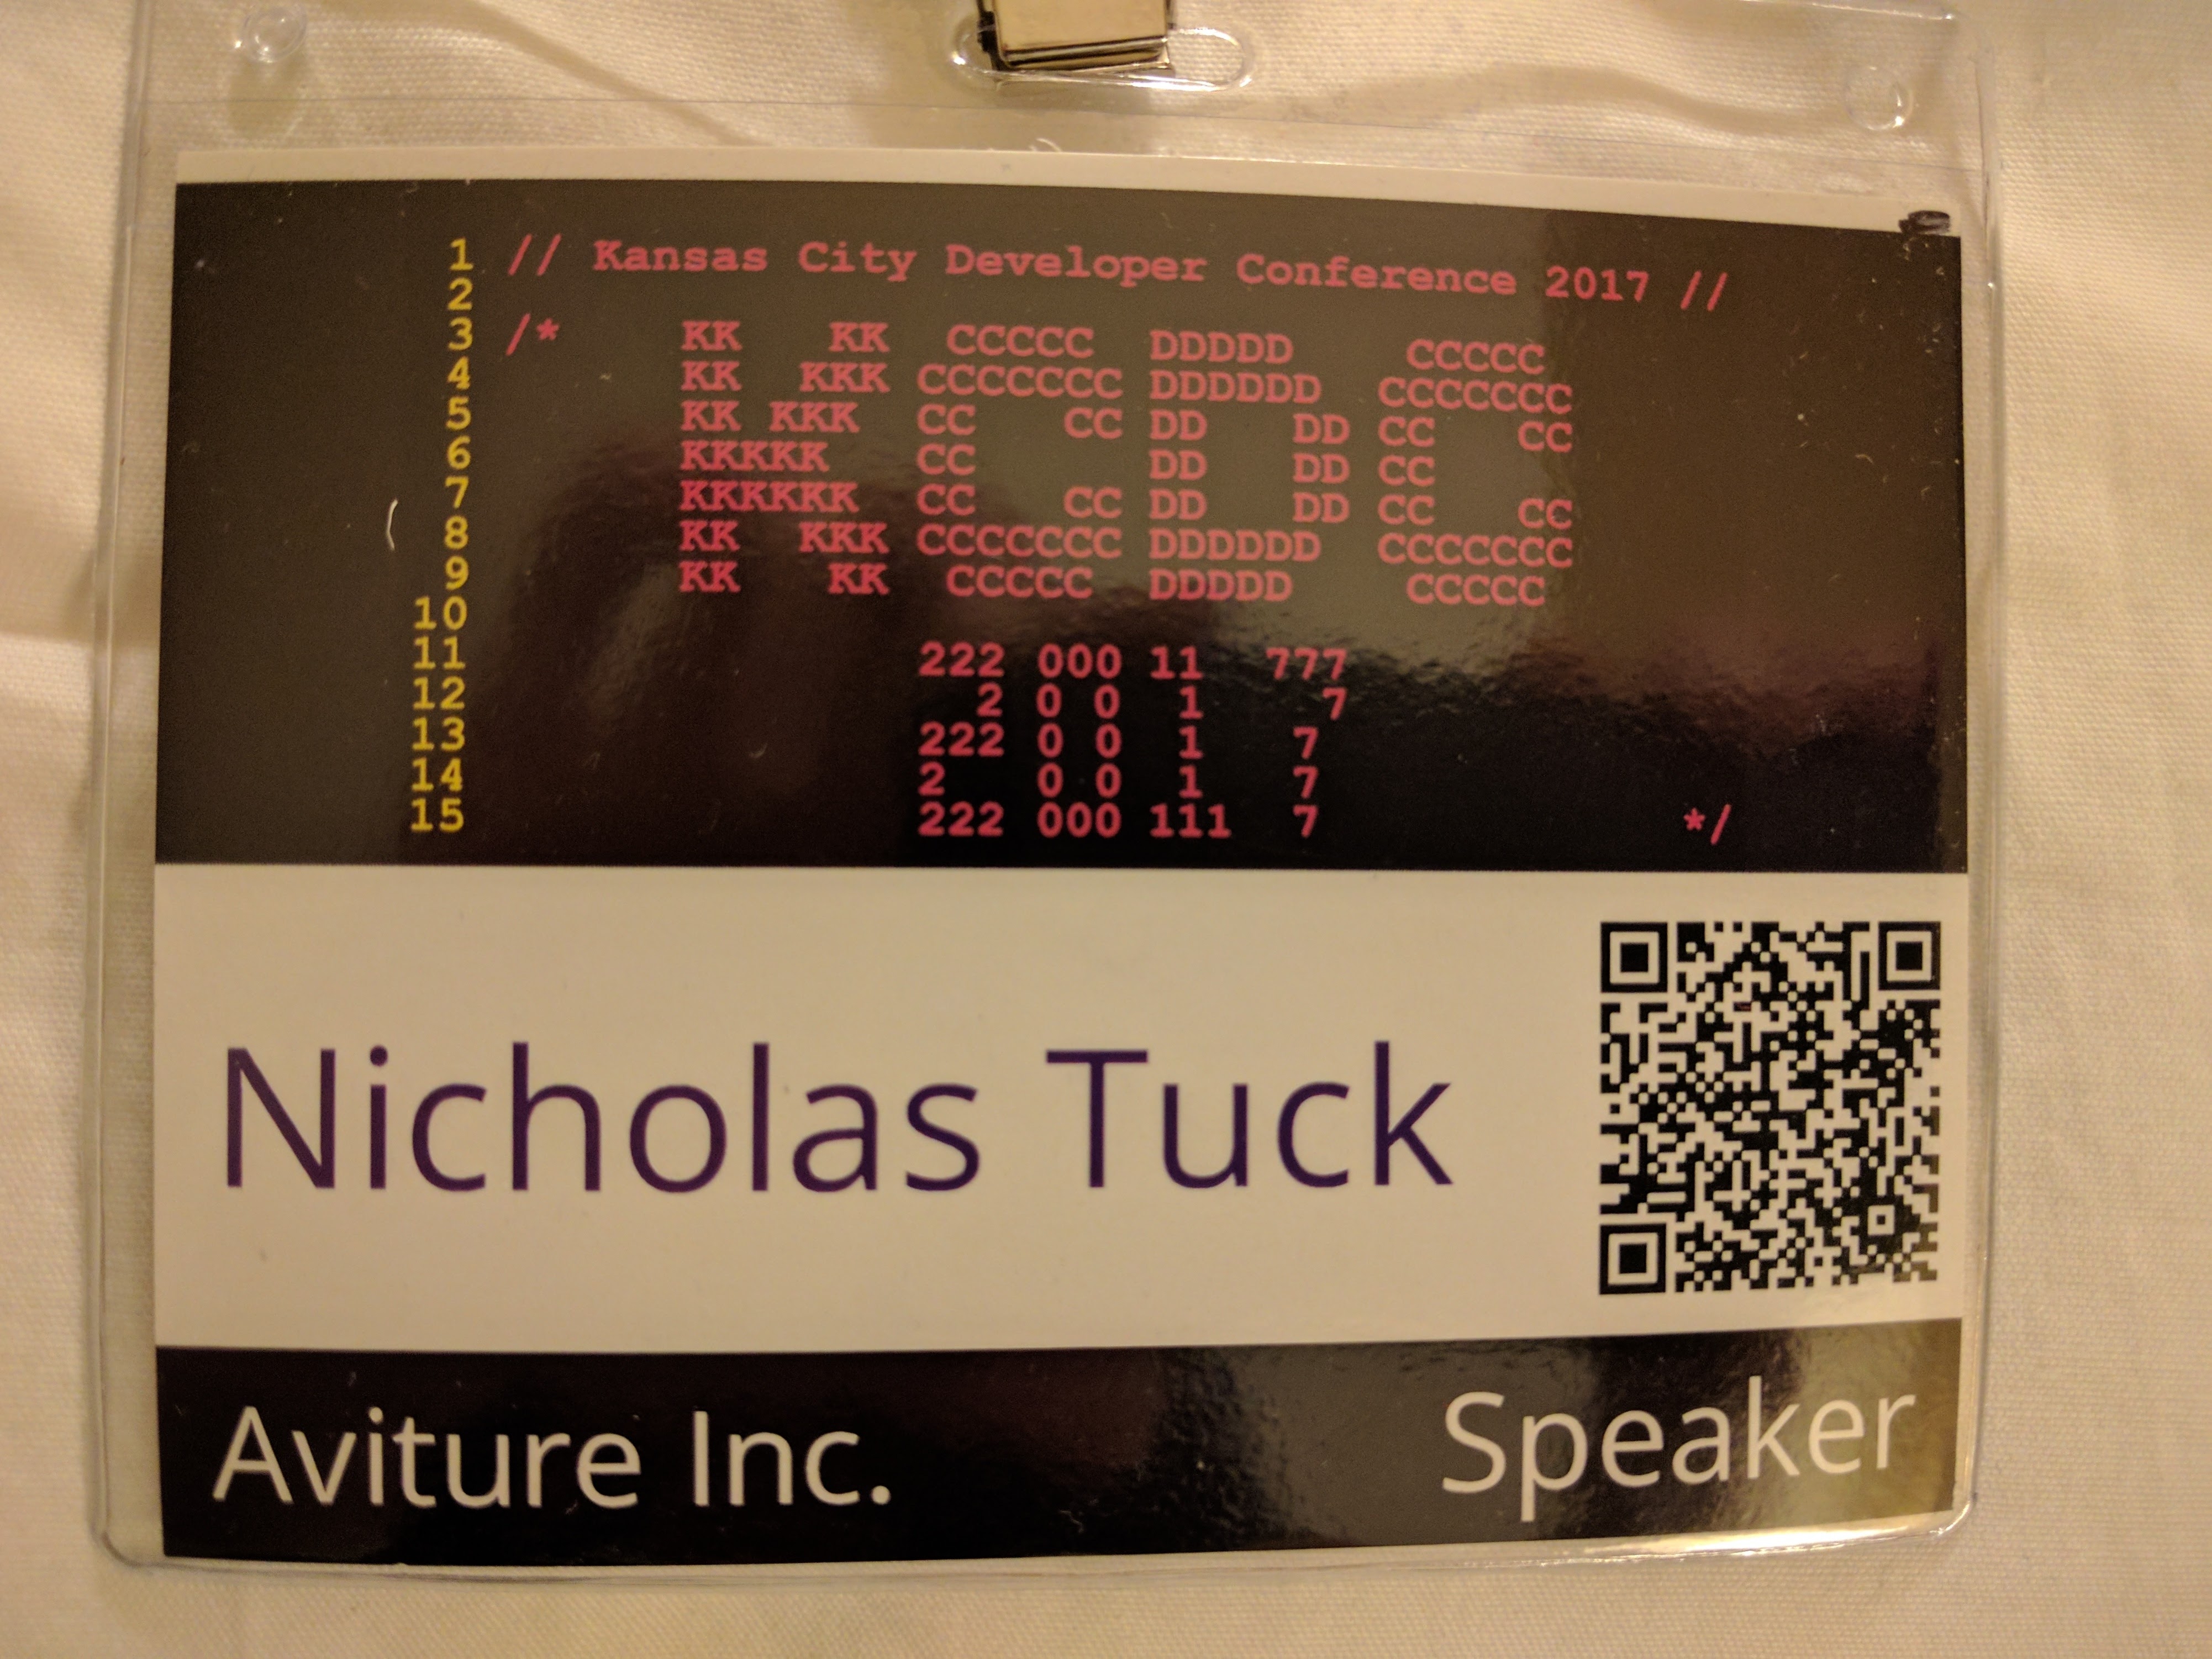 1 // Kansas City Developer Conference 2017 //
2
3 /*    KK   KK  CCCCC  DDDDD    CCCCC
4       KK  KKK CCCCCCC DDDDDD  CCCCCCC
5       KK KKK  CC   CC DD   DD CC   CC
6       KKKKK   CC      DD   DD CC
7       KKKKKK  CC   CC DD   DD CC   CC
8       KK  KKK CCCCCCC DDDDDD  CCCCCCC
9       KK   KK  CCCCC  DDDDD    CCCCC
10
11              222 000 11  777
12                2 0 0  1    7
13              222 0 0  1   7
14              2   0 0  1   7
15              222 000 111  7            */
Nicholas Tuck
Aviture Inc. Speaker